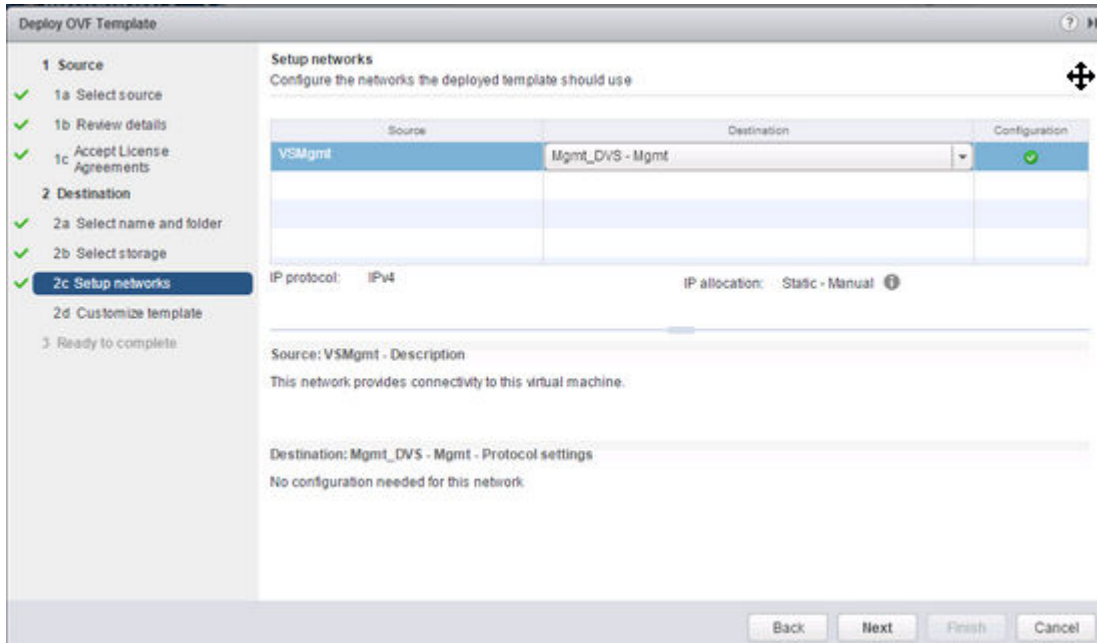 Deploy OVF Template
1 Source
1a Select source
1b Review details
1c Accept License
Agreements
2 Destination
2a Select name and folder
2b Select storage
2c Setup networks
2d Customize template
3 Ready to complete
Setup networks
Configure the networks the deployed template should use
Source Destination Configuration
VSMgmt Mgmt_DVS - Mgmt
IP protocol: IPv4 IP allocation: Static - Manual
Source: VSMgmt - Description
This network provides connectivity to this virtual machine.
Destination: Mgmt_DVS - Mgmt - Protocol settings
No configuration needed for this network
Back Next Finish Cancel